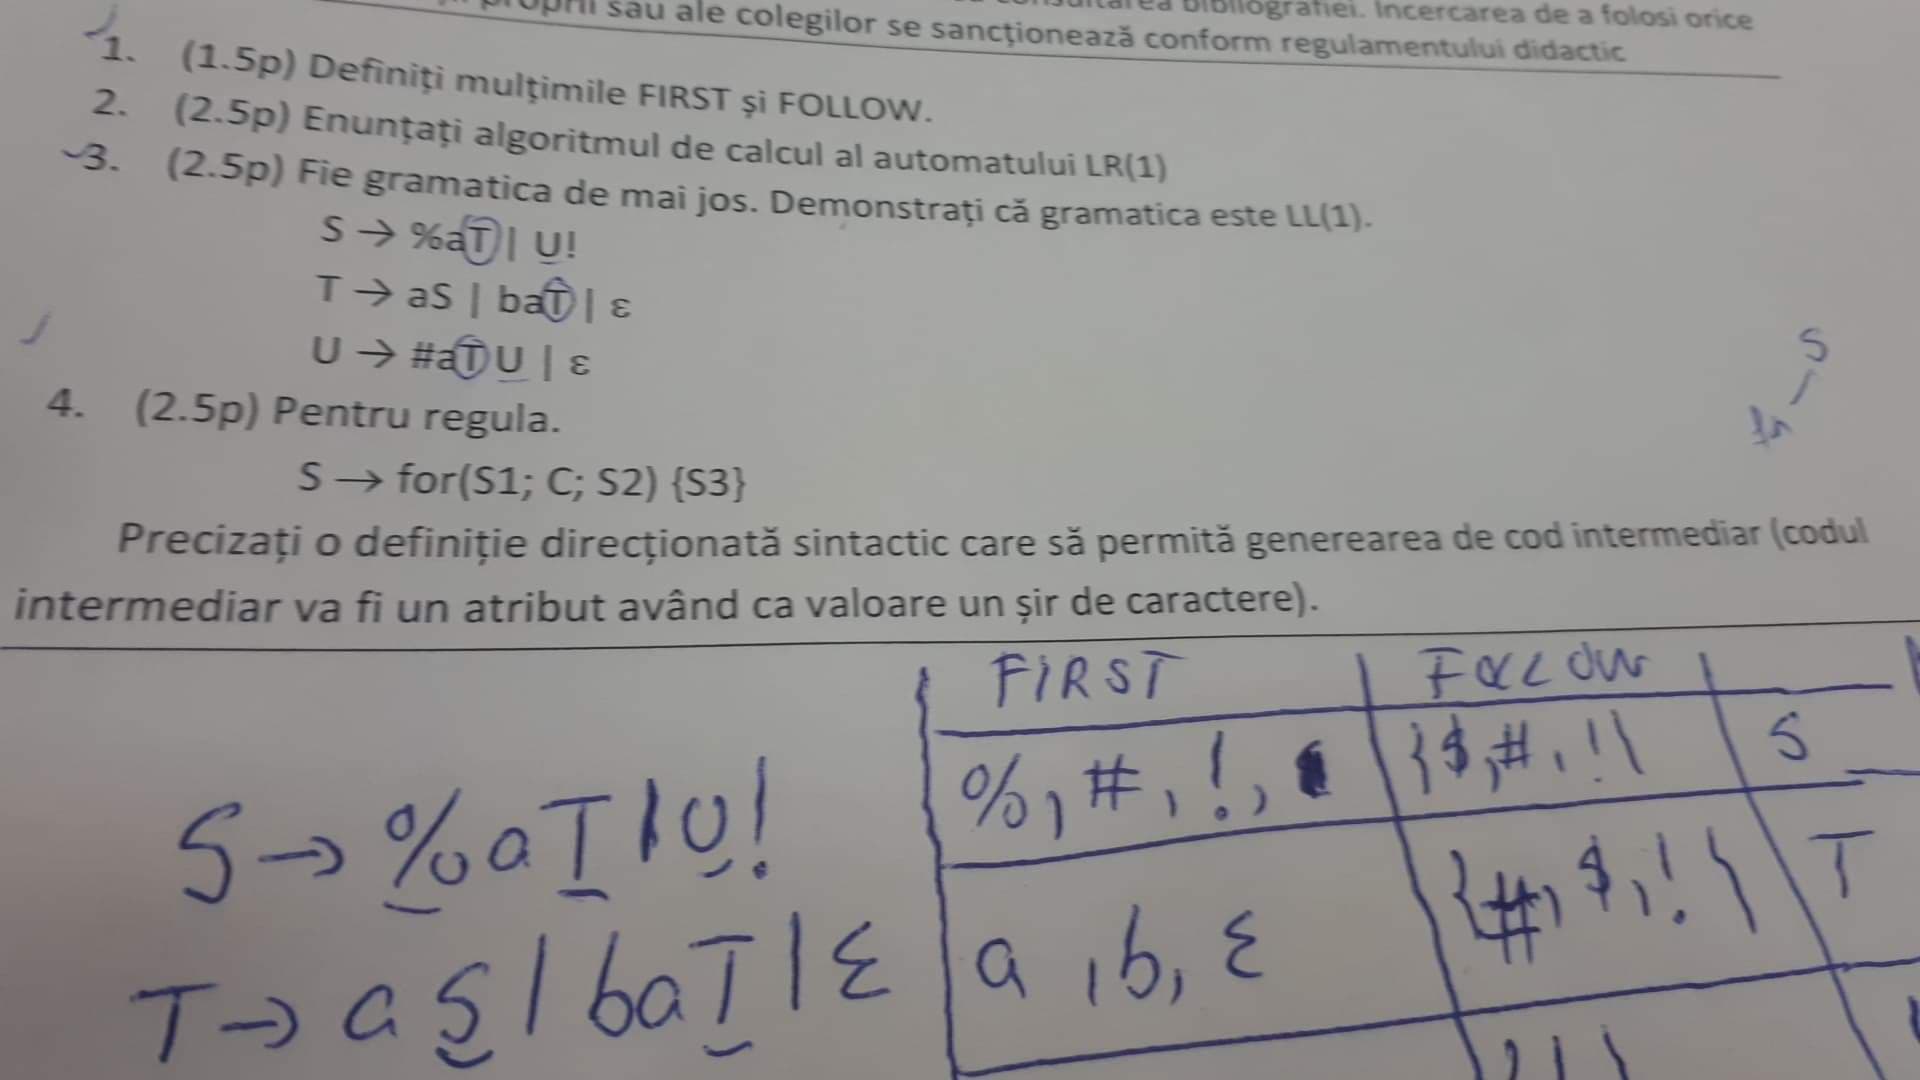 proprii sau ale colegilor se sancționează conform regulamentului didactic
consultarea bibliografiei. Incercarea de a folosi orice
1. (1.5p) Definiți mulțimile FIRST și FOLLOW.
2. (2.5p) Enunțați algoritmul de calcul al automatului LR(1)
3. (2.5p) Fie gramatica de mai jos. Demonstrați că gramatica este LL(1).
S → %aT | U!
T → aS | baT | ε
U → #aTU | ε
4. (2.5p) Pentru regula.
S → for(S1; C; S2) {S3}
Precizați o definiție direcționată sintactic care să permită generearea de cod intermediar (codul
intermediar va fi un atribut având ca valoare un șir de caractere).
S
FIRST FOLLOW
S → %aT | U! %, #, !, {$, #, !} S
T → aS | baT | ε a, b, ε {#, $, !} T